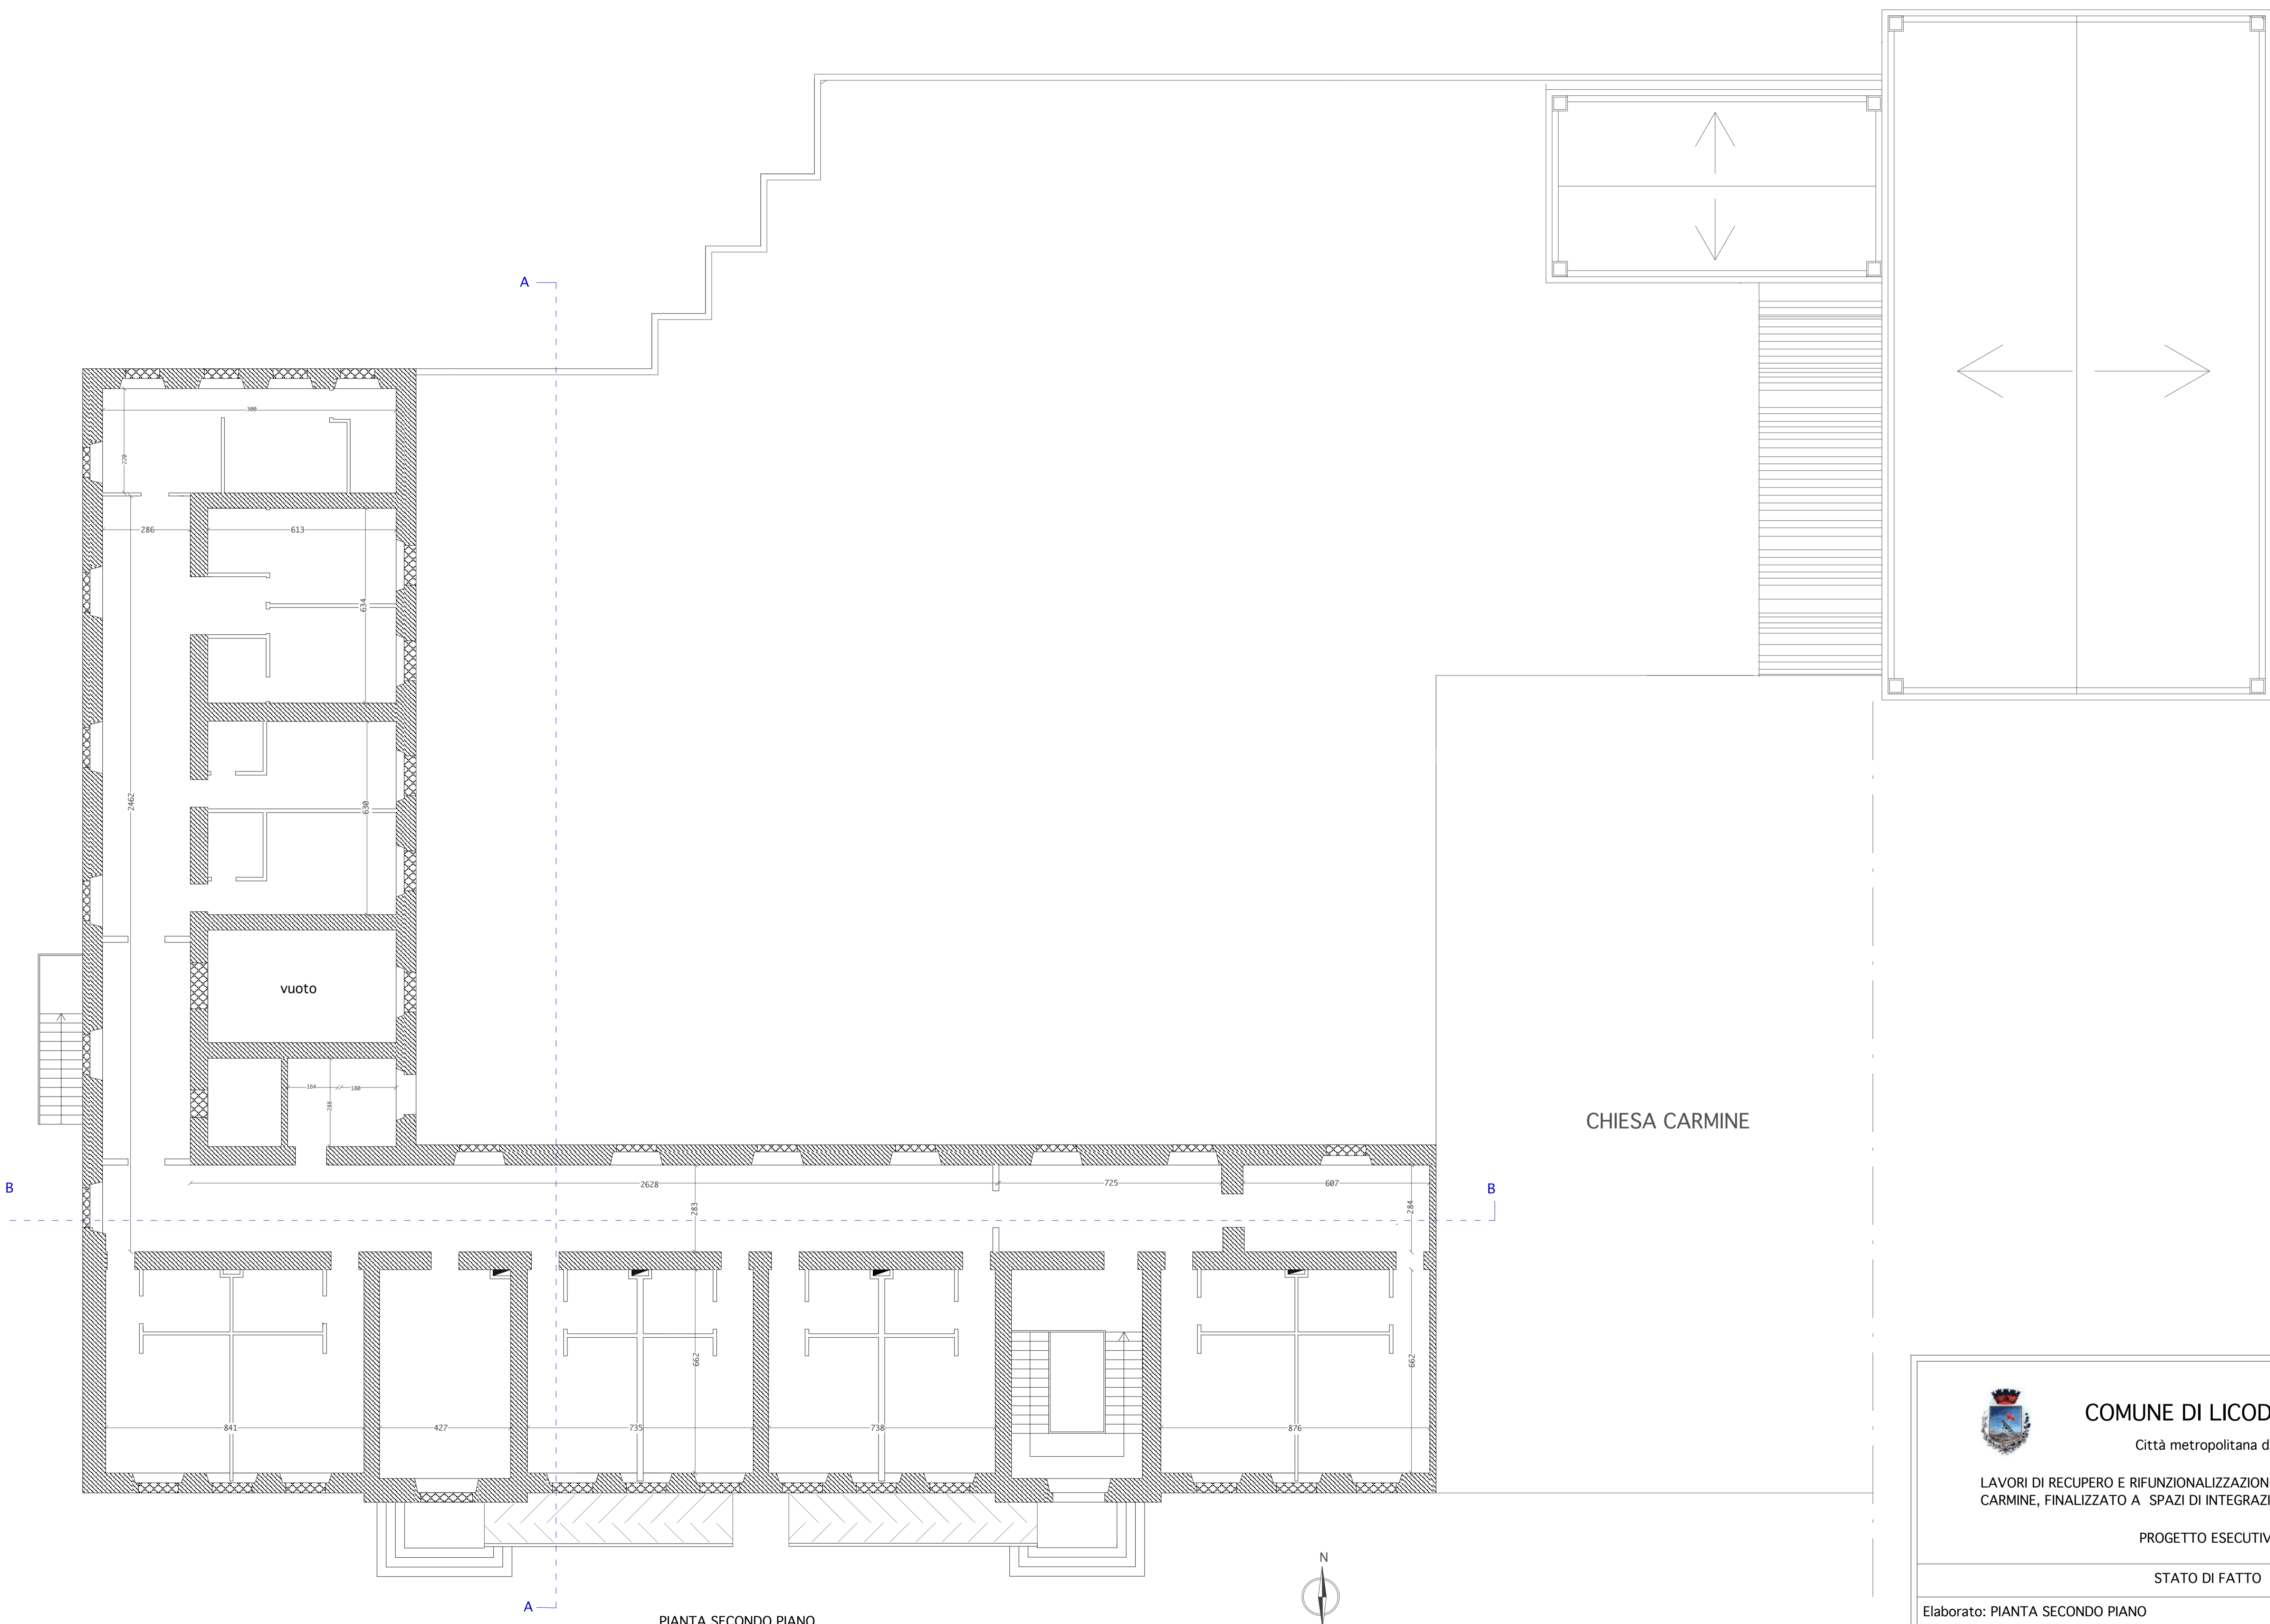 A
300
220
286
613
634
2462
630
vuoto
164
180
288
CHIESA CARMINE
B
B
2628
725
607
283
284
662
662
841
427
735
738
876
N
A
PIANTA SECONDO PIANO
COMUNE DI LICOD
Città metropolitana d
LAVORI DI RECUPERO E RIFUNZIONALIZZAZION
CARMINE, FINALIZZATO A SPAZI DI INTEGRAZI
PROGETTO ESECUTIV
STATO DI FATTO
Elaborato: PIANTA SECONDO PIANO